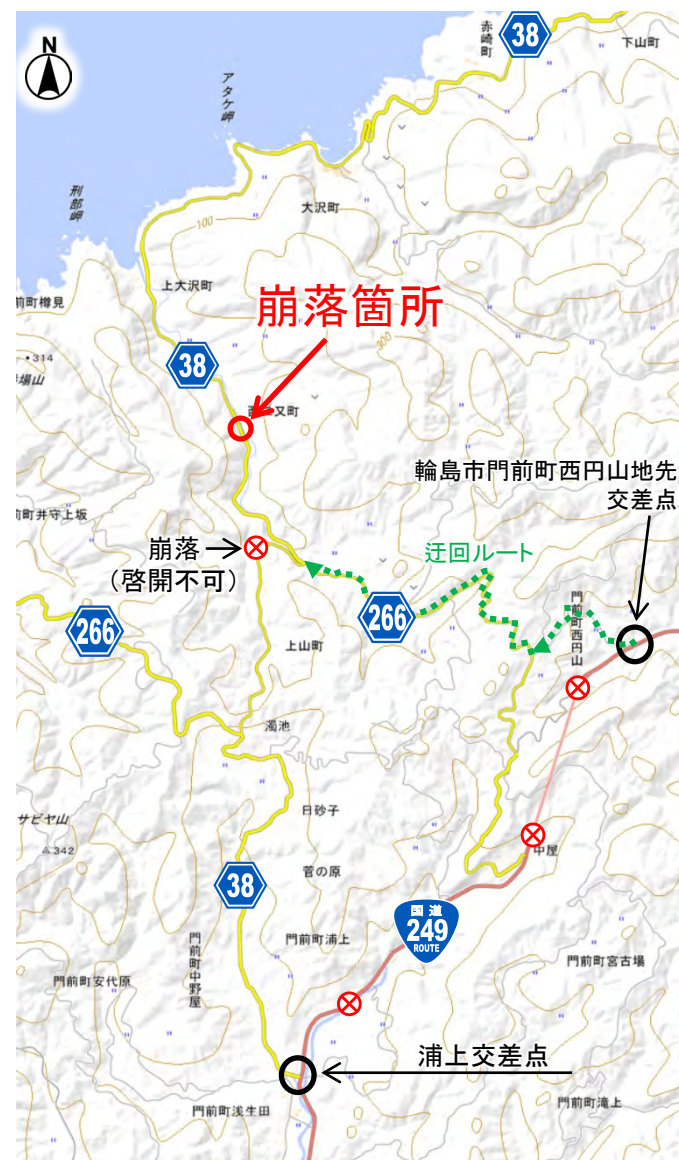 N
38
赤崎町
下山町
アタケ岬
刑部岬
大沢町
100
上大沢町
前町樽見
崩落箇所
300
314
38
輪島市門前町西円山地先
交差点
前町井守上坂
崩落
(啓開不可)
迂回ルート
266
266
門前町西円山
上山町
濁池
日砂子
サビヤ山
342
中屋
菅の原
38
国道
249
ROUTE
門前町浦上
門前町中野屋
門前町宮古場
門前町安代原
浦上交差点
門前町浅生田
門前町滝上